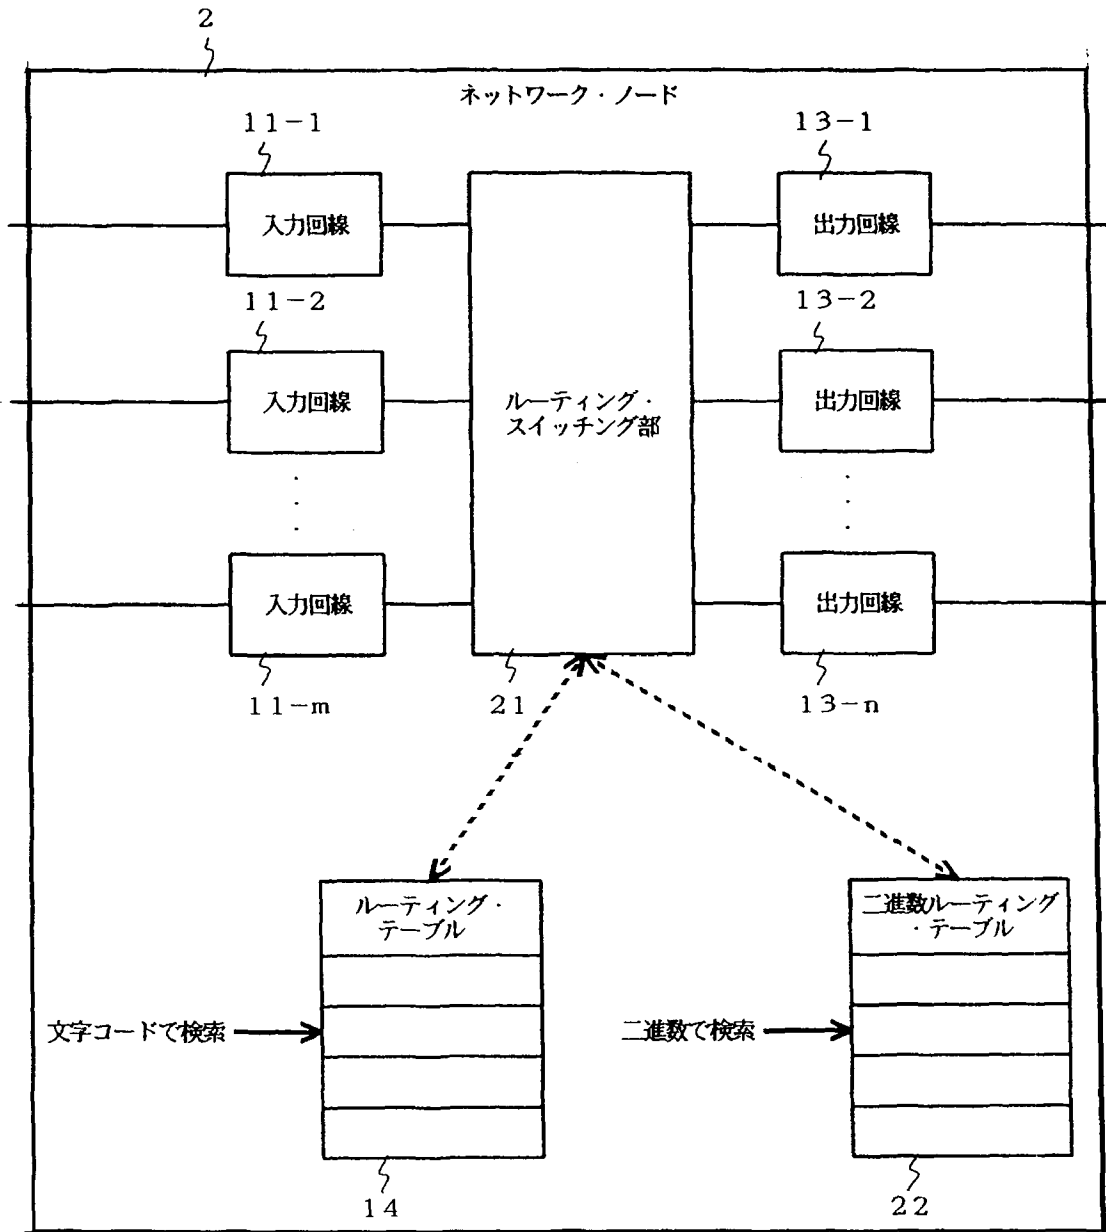 2
ネットワーク・ノード
11-1
13-1
入力回線
出力回線
11-2
13-2
入力回線
ルーティング・
スイッチング部
出力回線
入力回線
出力回線
11-m
21
13-n
ルーティング・
テーブル
二進数ルーティング
・テーブル
文字コードで検索
二進数で検索
14
22